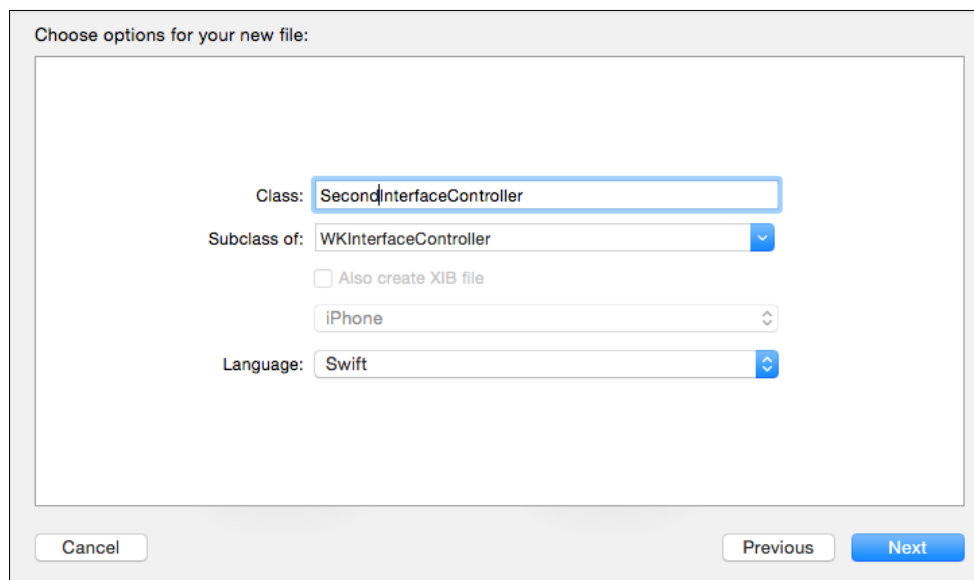 Choose options for your new file:
Class: SecondInterfaceController
Subclass of: WKInterfaceController
Also create XIB file
iPhone
Language: Swift
Cancel Previous Next